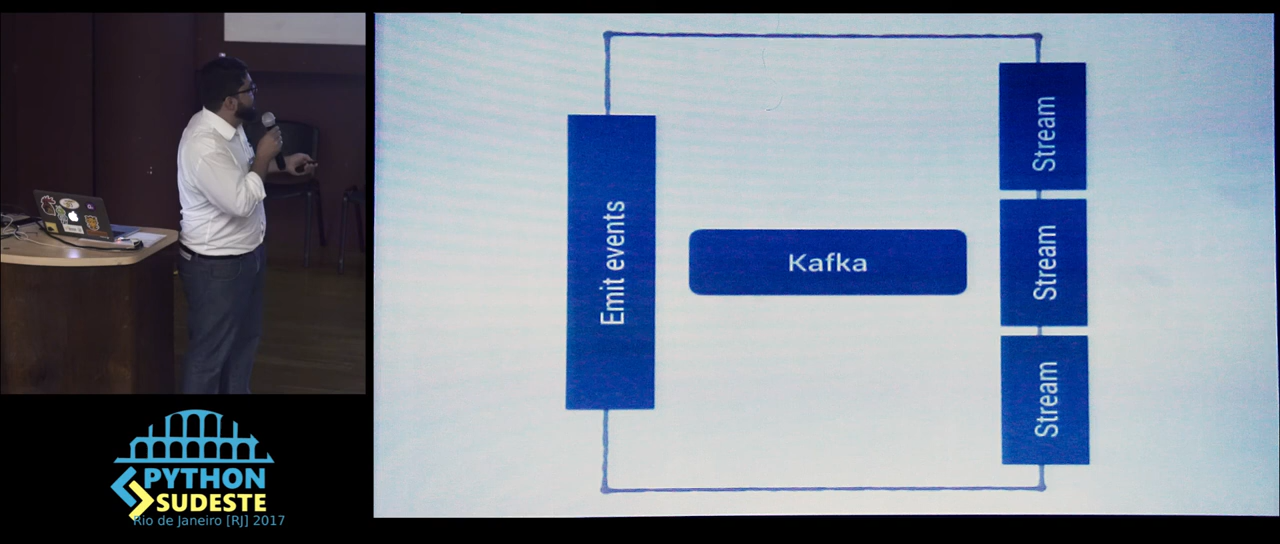 Emit events
Kafka
Stream
Stream
Stream
PYTHON
SUDESTE
Rio de Janeiro [RJ] 2017